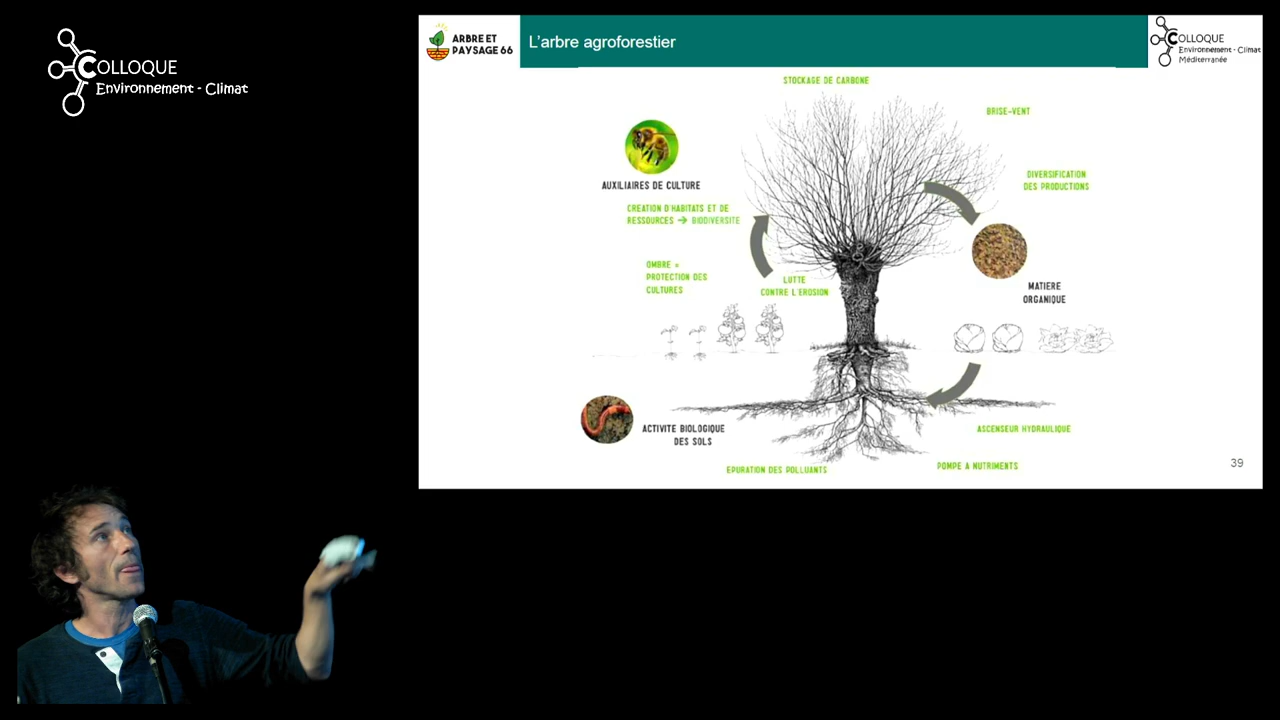 COLLOQUE
Environnement - Climat
ARBRE ET
PAYSAGE 66
L'arbre agroforestier
COLLOQUE
Environnement - Climat
Méditerranée
STOCKAGE DE CARBONE
BRISE-VENT
AUXILIAIRES DE CULTURE
DIVERSIFICATION
DES PRODUCTIONS
CREATION D'HABITATS ET DE
RESSOURCES → BIODIVERSITE
OMBRE =
PROTECTION DES
CULTURES
LUTTE
CONTRE L'EROSION
MATIERE
ORGANIQUE
ACTIVITE BIOLOGIQUE
DES SOLS
ASCENSEUR HYDRAULIQUE
EPURATION DES POLLUANTS
POMPE A NUTRIMENTS
39